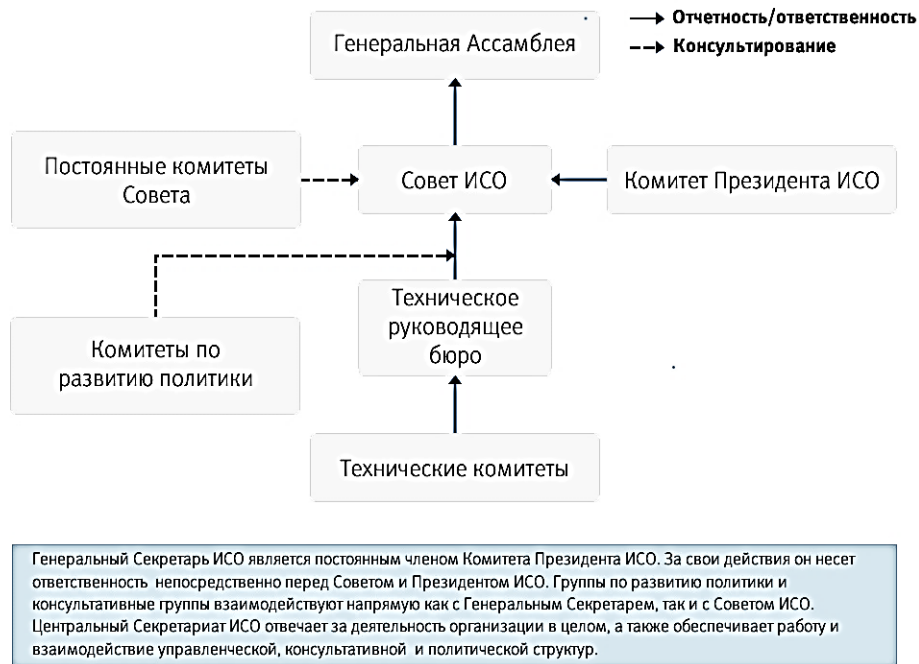 Генеральная Ассамблея
Отчетность/ответственность
Консультирование
Постоянные комитеты
Совета
Совет ИСО
Комитет Президента ИСО
Техническое
руководящее
бюро
Комитеты по
развитию политики
Технические комитеты
Генеральный Секретарь ИСО является постоянным членом Комитета Президента ИСО. За свои действия он несет
ответственность непосредственно перед Советом и Президентом ИСО. Группы по развитию политики и
консультативные группы взаимодействуют напрямую как с Генеральным Секретарем, так и с Советом ИСО.
Центральный Секретариат ИСО отвечает за деятельность организации в целом, а также обеспечивает работу и
взаимодействие управленческой, консультативной и политической структур.